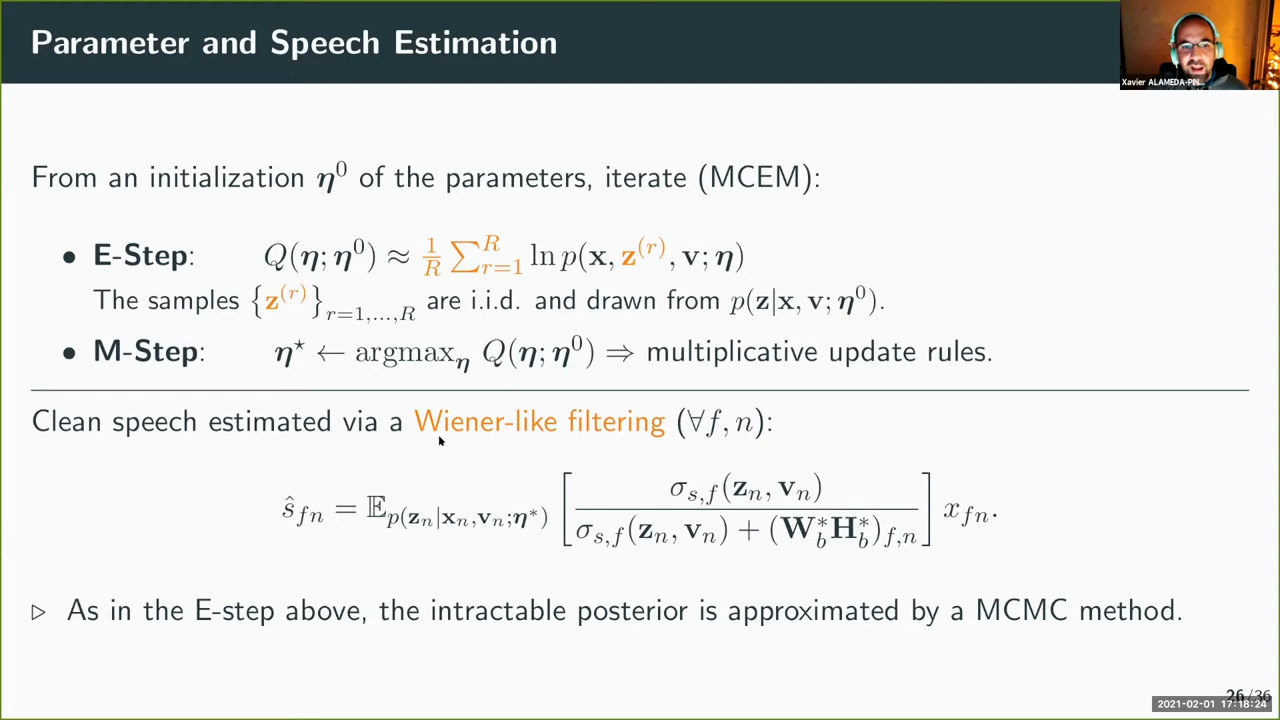 Parameter and Speech Estimation
Xavier ALAMEDA-PIN...
From an initialization η⁰ of the parameters, iterate (MCEM):
• E-Step: Q(η; η⁰) ≈ 1/R ∑_{r=1}^{R} ln p(x, z^{(r)}, v; η)
The samples {z^{(r)}}_{r=1,...,R} are i.i.d. and drawn from p(z|x, v; η⁰).
• M-Step: η* ← argmax_η Q(η; η⁰) ⇒ multiplicative update rules.
Clean speech estimated via a Wiener-like filtering (∀f, n):
ŝ_{fn} = 𝔼_{p(z_n|x_n,v_n;η*)} [ σ_{s,f}(z_n, v_n) / (σ_{s,f}(z_n, v_n) + (W_b^* H_b^*)_{f,n}) ] x_{fn}.
▷ As in the E-step above, the intractable posterior is approximated by a MCMC method.
26/36
2021-02-01 17:18:24